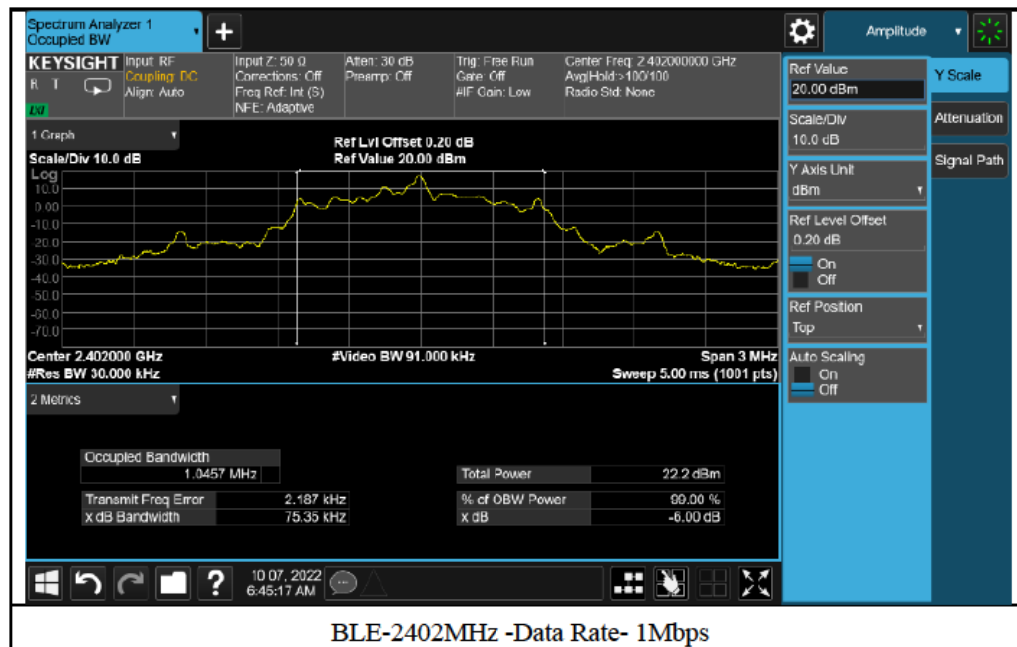 Spectrum Analyzer 1
Occupied BW
+
Amplitude
KEYSIGHT
R T
LXI
Input: RF
Coupling: DC
Align: Auto
Input Z: 50 Ω
Corrections: Off
Freq Ref: Int (S)
NFE: Adaptive
Atten: 30 dB
Preamp: Off
Trig: Free Run
Gate: Off
#IF Gain: Low
Center Freq: 2.402000000 GHz
Avg|Hold:>100/100
Radio Std: None
1 Graph
Scale/Div 10.0 dB
Ref Lvl Offset 0.20 dB
Ref Value 20.00 dBm
Log
10.0
0.00
-10.0
-20.0
-30.0
-40.0
-50.0
-60.0
-70.0
Center 2.402000 GHz
#Res BW 30.000 kHz
#Video BW 91.000 kHz
Span 3 MHz
Sweep 5.00 ms (1001 pts)
2 Metrics
Occupied Bandwidth
1.0457 MHz
Transmit Freq Error 2.187 kHz
x dB Bandwidth 75.35 kHz
Total Power 22.2 dBm
% of OBW Power 99.00 %
x dB -6.00 dB
Ref Value
20.00 dBm
Scale/Div
10.0 dB
Y Axis Unit
dBm
Ref Level Offset
0.20 dB
On
Off
Ref Position
Top
Auto Scaling
On
Off
Y Scale
Attenuation
Signal Path
?
10 07, 2022
6:45:17 AM
BLE-2402MHz -Data Rate- 1Mbps